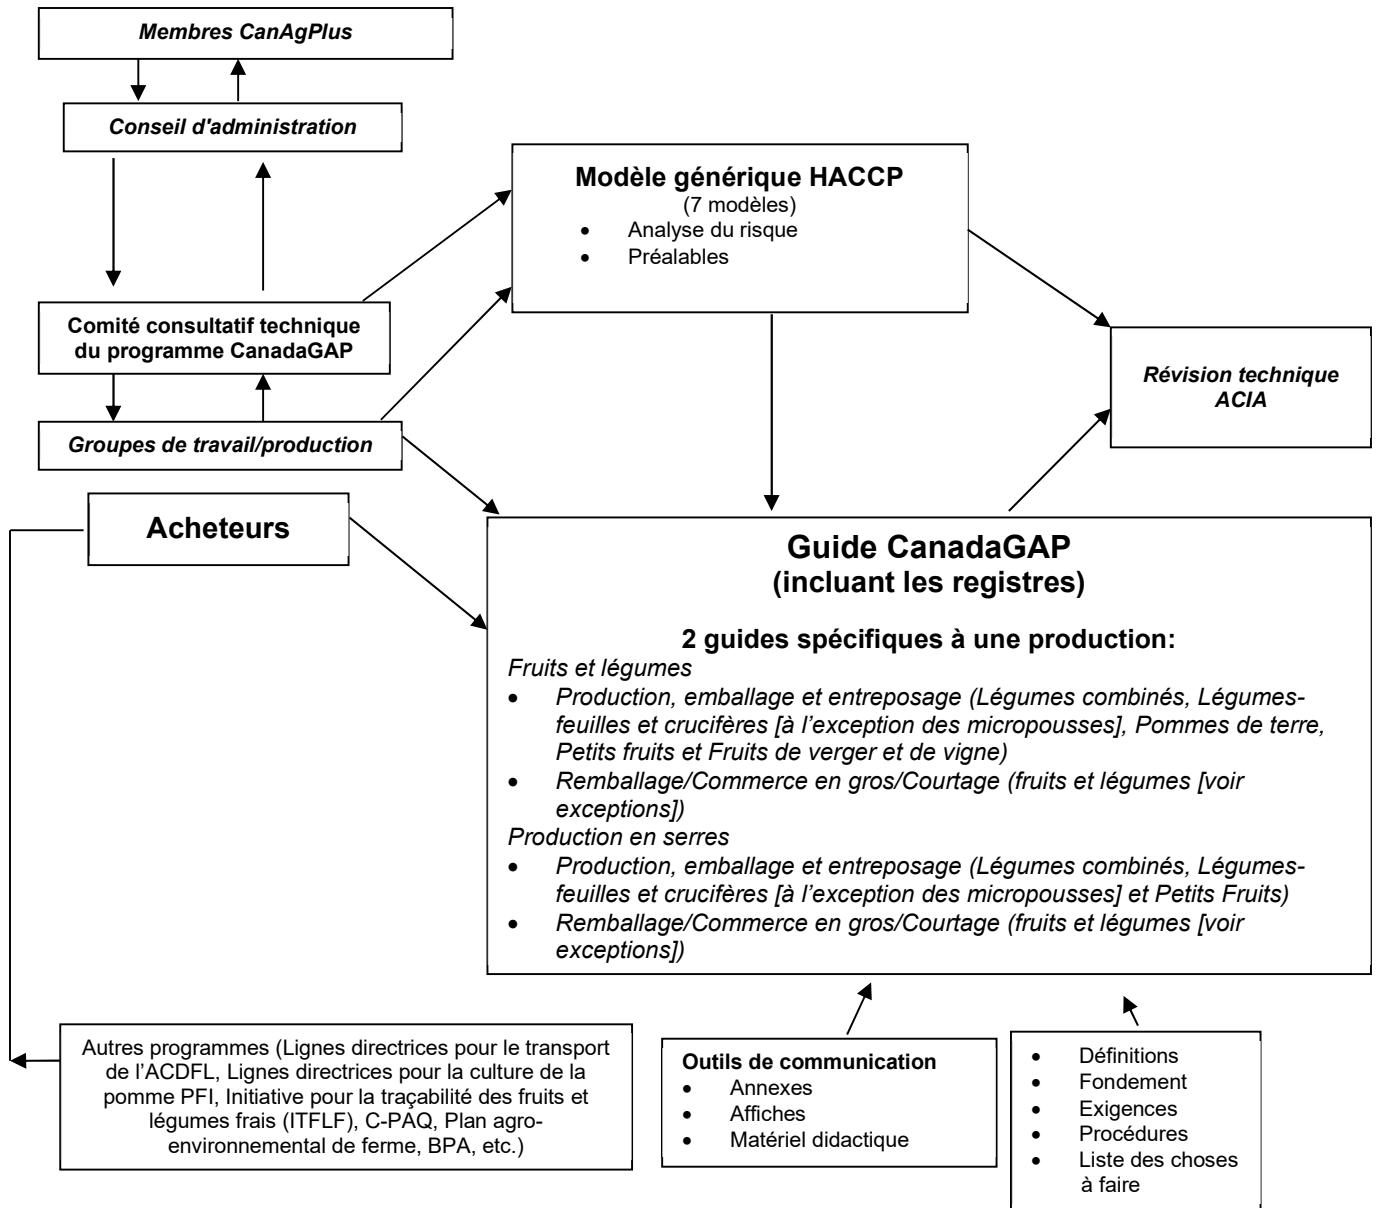 Membres CanAgPlus
Conseil d'administration
Modèle générique HACCP
(7 modèles)
• Analyse du risque
• Préalables
Comité consultatif technique
du programme CanadaGAP
Groupes de travail/production
Révision technique
ACIA
Acheteurs
Guide CanadaGAP
(incluant les registres)
2 guides spécifiques à une production:
Fruits et légumes
• Production, emballage et entreposage (Légumes combinés, Légumes-
feuilles et crucifères [à l’exception des micropousses], Pommes de terre,
Petits fruits et Fruits de verger et de vigne)
• Remballage/Commerce en gros/Courtage (fruits et légumes [voir
exceptions])
Production en serres
• Production, emballage et entreposage (Légumes combinés, Légumes-
feuilles et crucifères [à l’exception des micropousses] et Petits Fruits)
• Remballage/Commerce en gros/Courtage (fruits et légumes [voir
exceptions])
Autres programmes (Lignes directrices pour le transport
de l’ACDFL, Lignes directrices pour la culture de la
pomme PFI, Initiative pour la traçabilité des fruits et
légumes frais (ITFLF), C-PAQ, Plan agro-
environnemental de ferme, BPA, etc.)
Outils de communication
• Annexes
• Affiches
• Matériel didactique
• Définitions
• Fondement
• Exigences
• Procédures
• Liste des choses
à faire